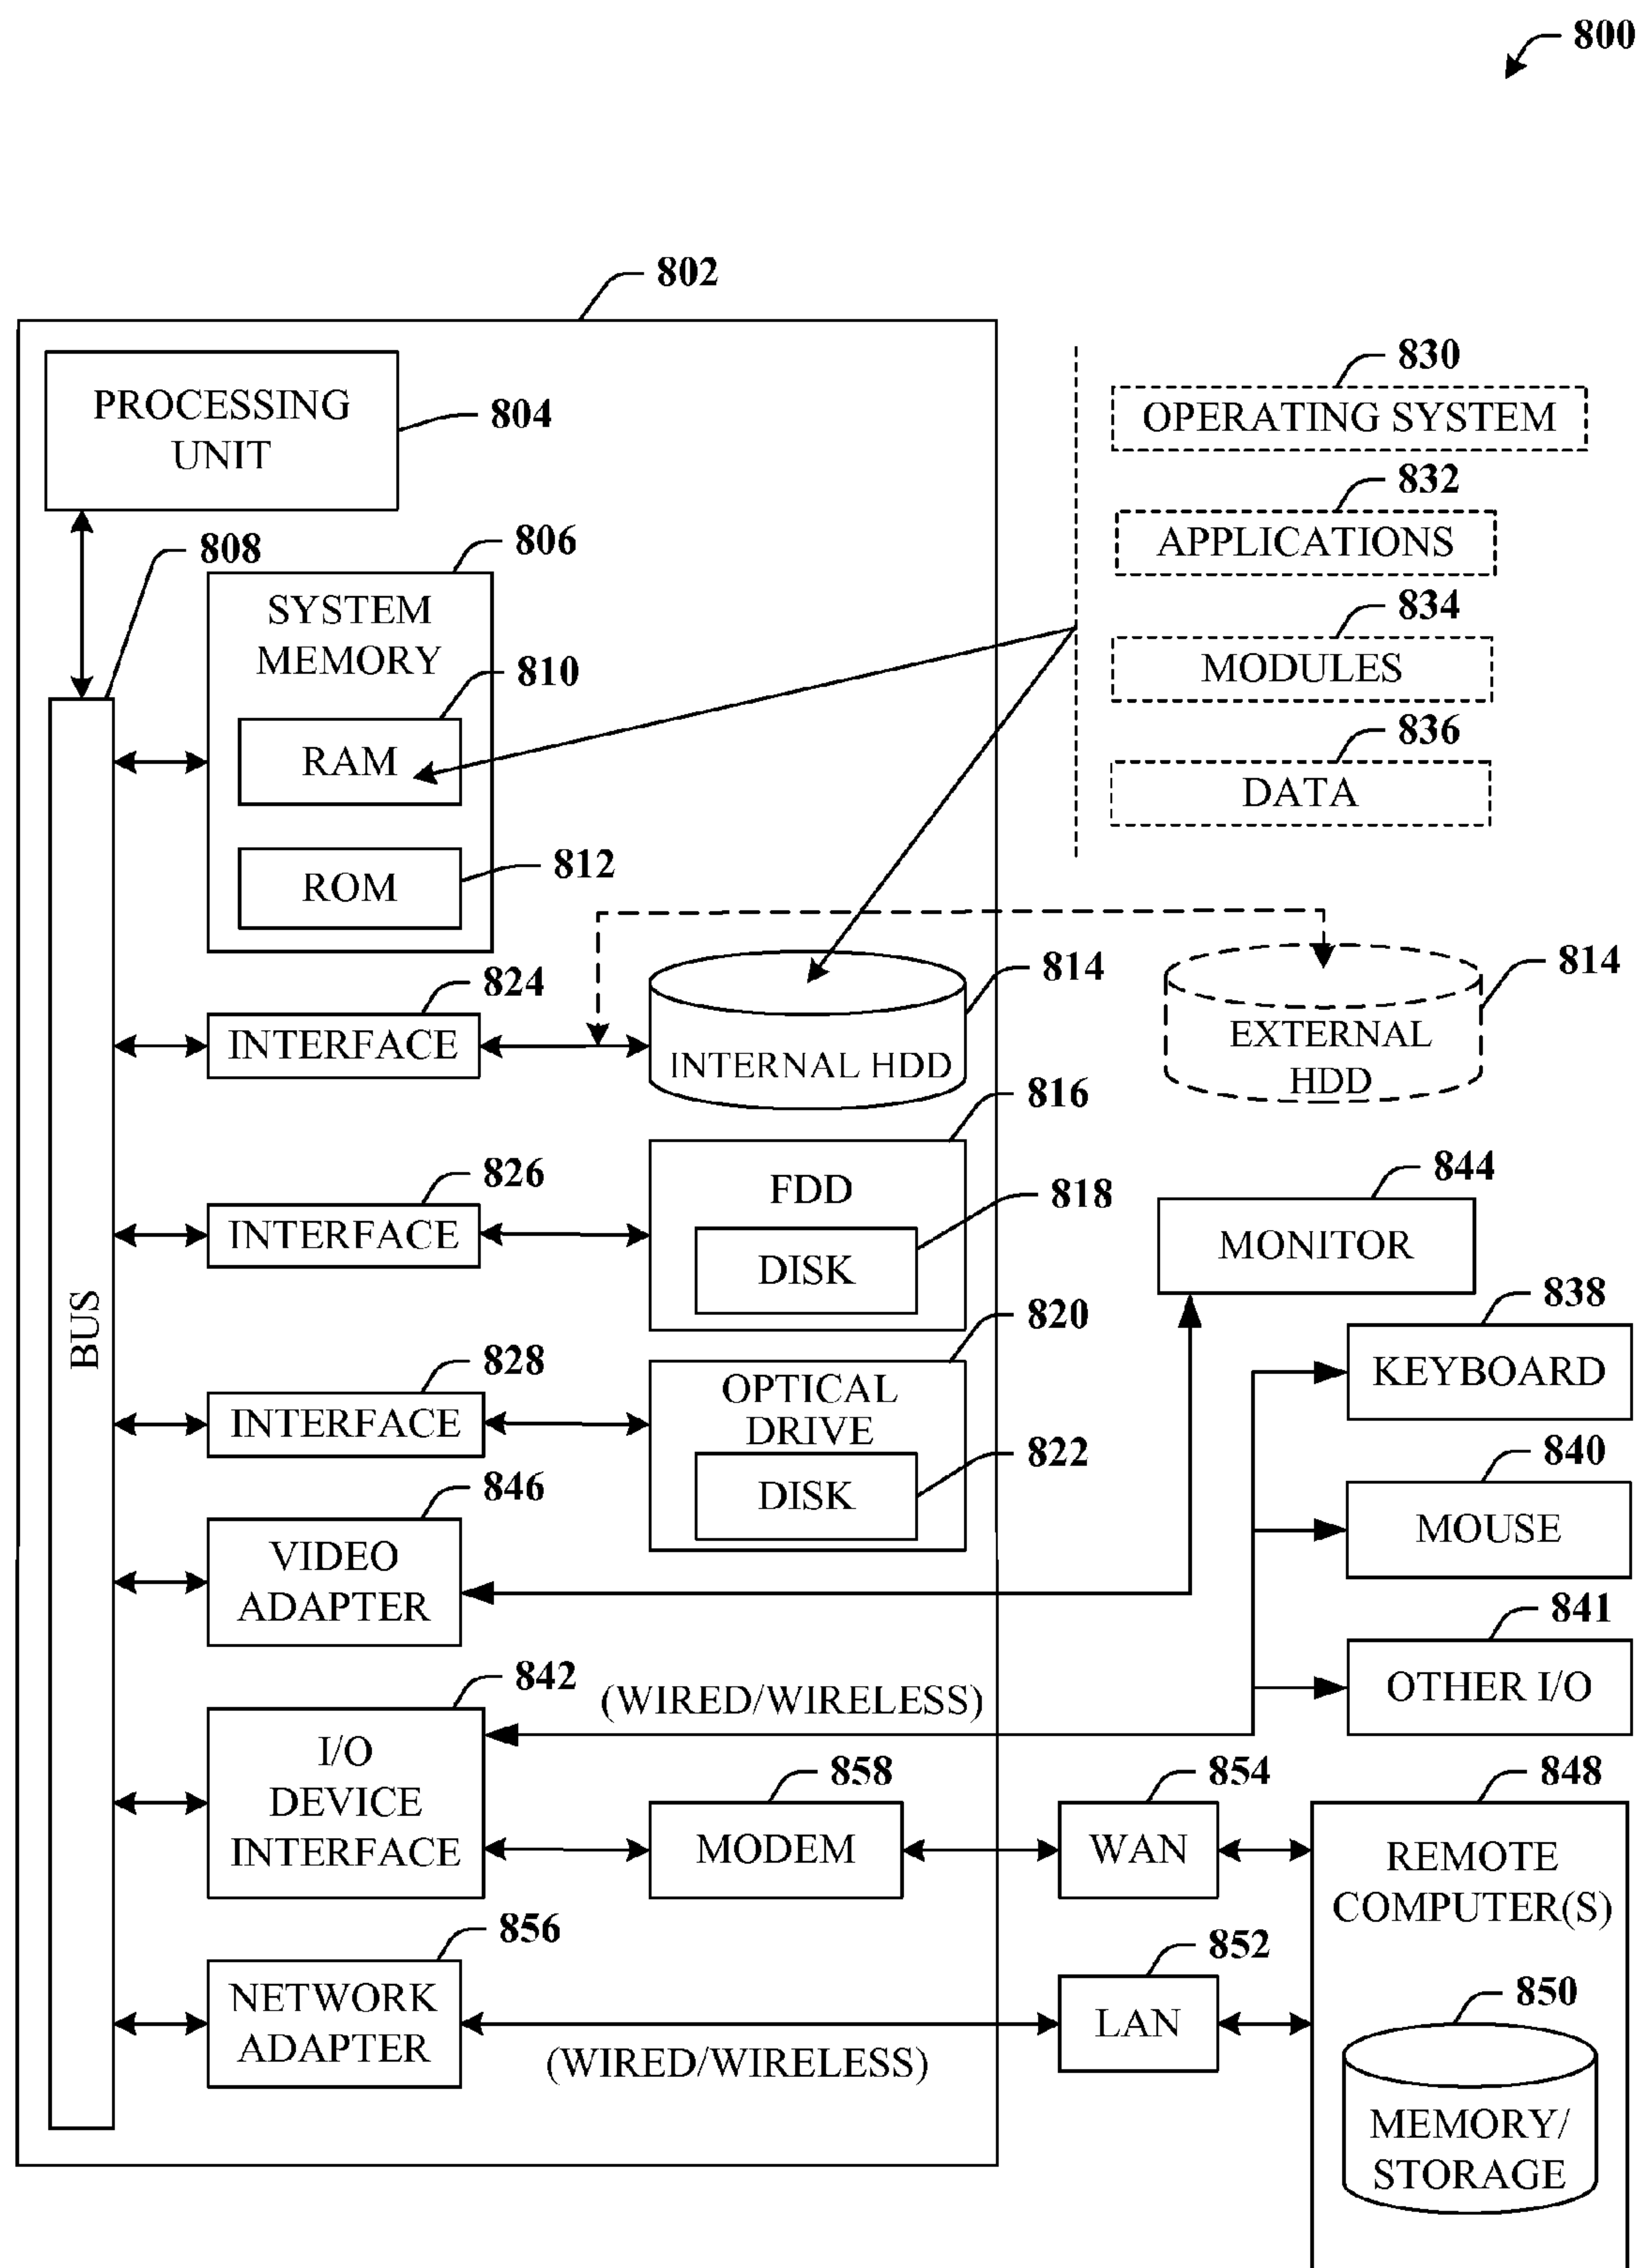 800
802
PROCESSING
UNIT
804
830
OPERATING SYSTEM
832
APPLICATIONS
834
MODULES
836
DATA
808
806
SYSTEM
MEMORY
810
RAM
812
ROM
BUS
824
INTERFACE
814
INTERNAL HDD
814
EXTERNAL
HDD
826
INTERFACE
816
FDD
818
DISK
844
MONITOR
828
INTERFACE
820
OPTICAL
DRIVE
822
DISK
838
KEYBOARD
840
MOUSE
841
OTHER I/O
846
VIDEO
ADAPTER
842
I/O
DEVICE
INTERFACE
(WIRED/WIRELESS)
858
MODEM
854
WAN
848
REMOTE
COMPUTER(S)
856
NETWORK
ADAPTER
(WIRED/WIRELESS)
852
LAN
850
MEMORY/
STORAGE